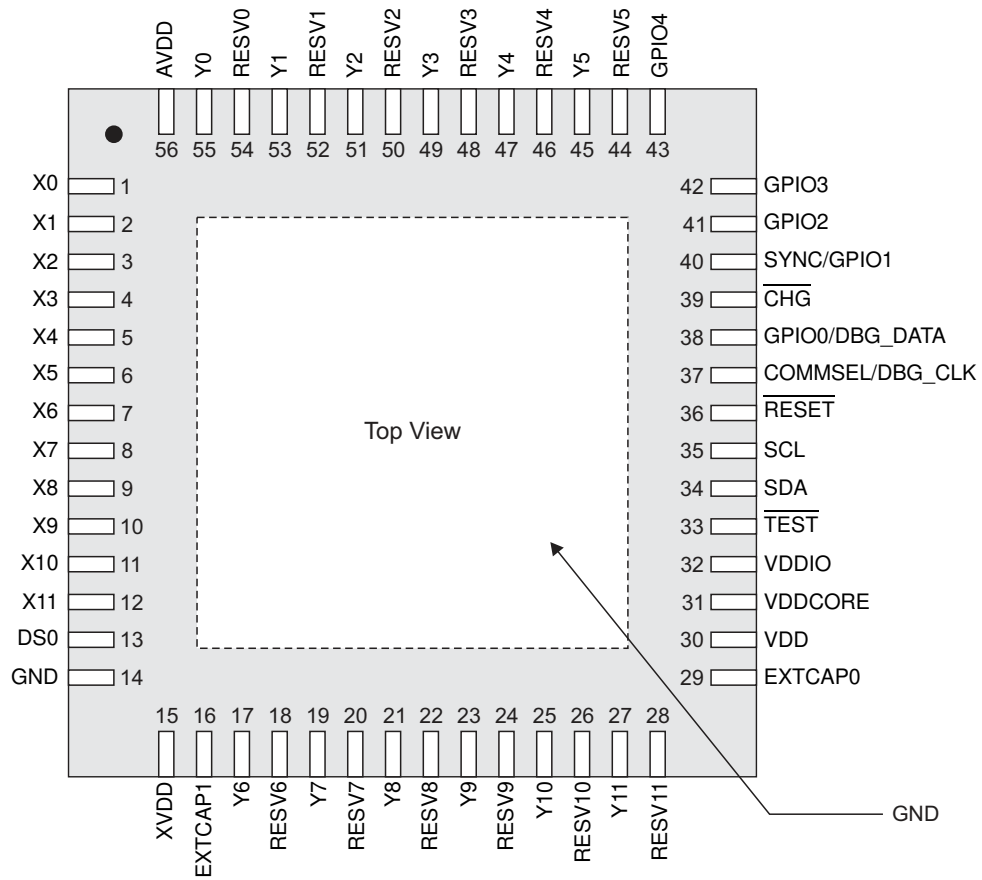 AVDD Y0 RESV0 Y1 RESV1 Y2 RESV2 Y3 RESV3 Y4 RESV4 Y5 RESV5 GPIO4
56 55 54 53 52 51 50 49 48 47 46 45 44 43
X0 1 42 GPIO3
X1 2 41 GPIO2
X2 3 40 SYNC/GPIO1
X3 4 39 CHG
X4 5 38 GPIO0/DBG_DATA
X5 6 37 COMMSEL/DBG_CLK
X6 7 36 RESET
Top View
X7 8 35 SCL
X8 9 34 SDA
X9 10 33 TEST
X10 11 32 VDDIO
X11 12 31 VDDCORE
DS0 13 30 VDD
GND 14 29 EXTCAP0
15 16 17 18 19 20 21 22 23 24 25 26 27 28
XVDD EXTCAP1 Y6 RESV6 Y7 RESV7 Y8 RESV8 Y9 RESV9 Y10 RESV10 Y11 RESV11
GND